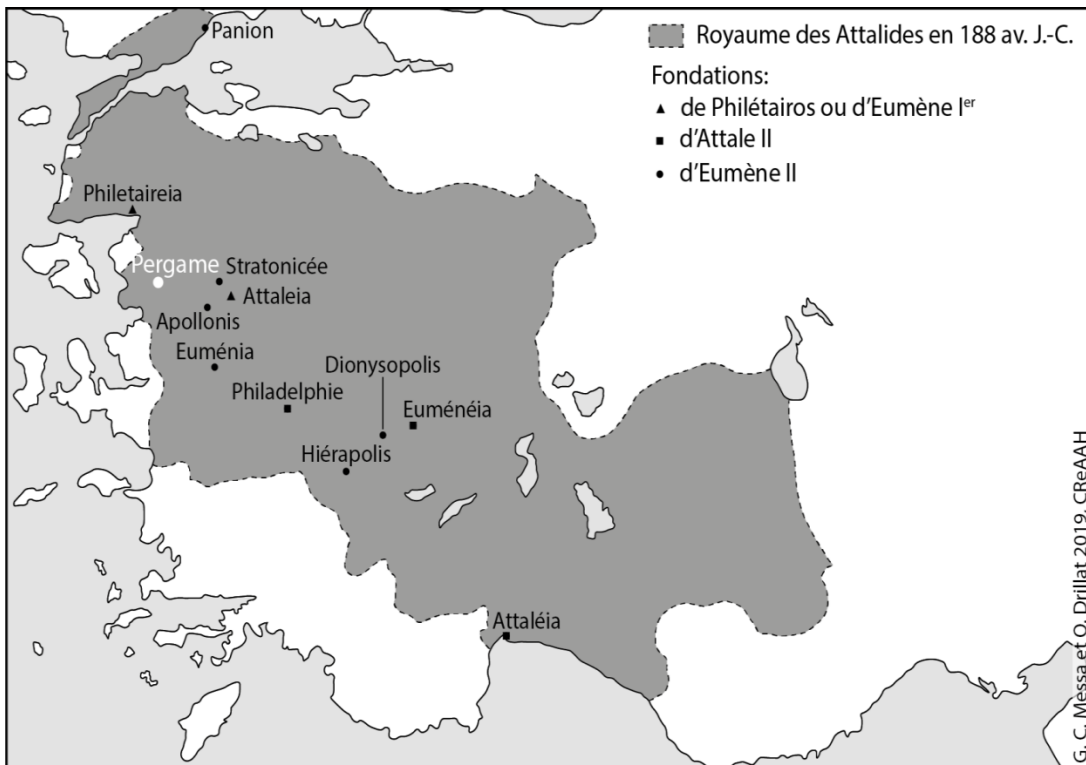 Panion
Royaume des Attalides en 188 av. J.-C.
Fondations:
de Philétairos ou d'Eumène Ier
d'Attale II
d'Eumène II
Philetaireia
Pergame
Stratonicée
Attaleia
Apollonis
Euménia
Dionysopolis
Philadelphie
Euménéia
Hiérapolis
Attaléia
G. C. Messa et O. Drillat 2019, CReAAH